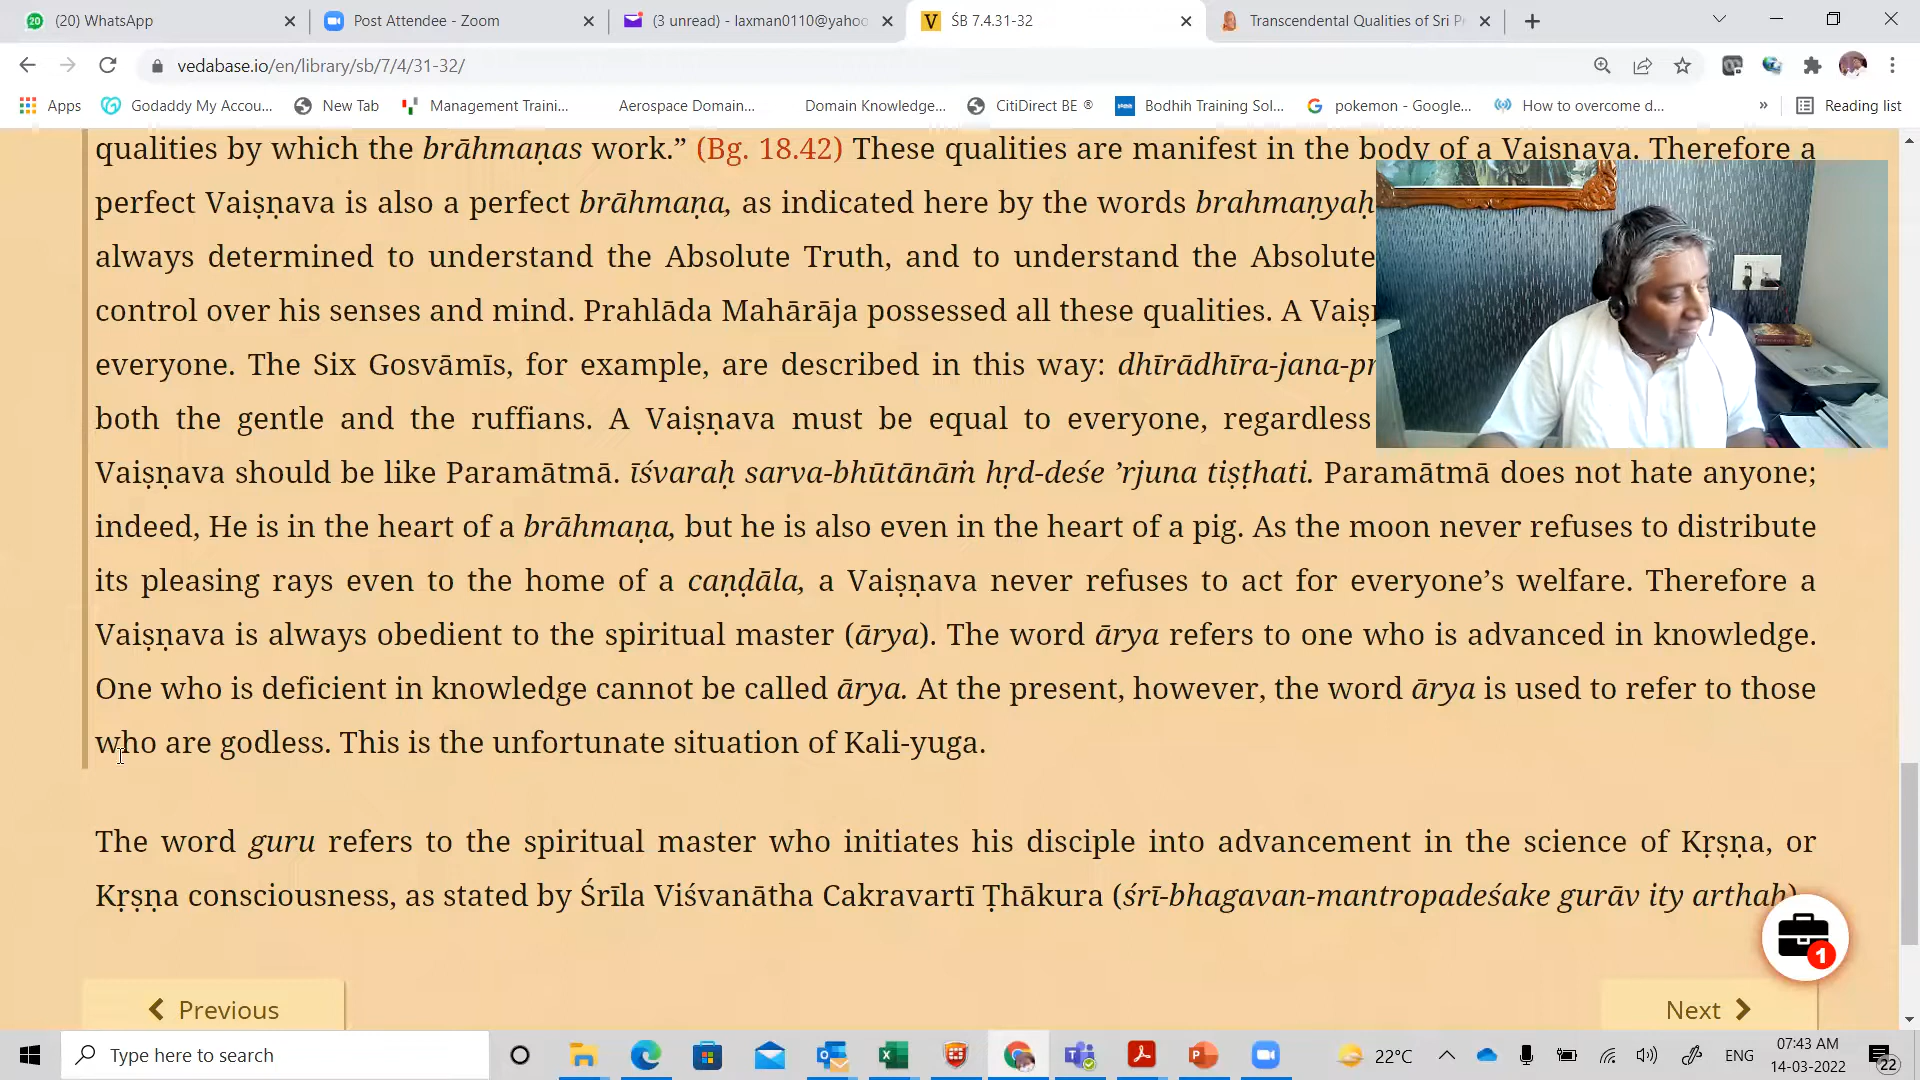 (20) WhatsApp
Post Attendee - Zoom
(3 unread) - laxman0110@yahoo
ŚB 7.4.31-32
Transcendental Qualities of Sri Pr
vedabase.io/en/library/sb/7/4/31-32/
Apps
Godaddy My Accou...
New Tab
Management Traini...
Aerospace Domain...
Domain Knowledge...
CitiDirect BE ®
Bodhih Training Sol...
pokemon - Google...
How to overcome d...
»
Reading list
qualities by which the brāhmaṇas work.” (Bg. 18.42) These qualities are manifest in the body of a Vaiṣṇava. Therefore a
perfect Vaiṣṇava is also a perfect brāhmaṇa, as indicated here by the words brahmaṇyaḥ
always determined to understand the Absolute Truth, and to understand the Absolute
control over his senses and mind. Prahlāda Mahārāja possessed all these qualities. A Vaiṣṇ
everyone. The Six Gosvāmīs, for example, are described in this way: dhīrādhīra-jana-pr
both the gentle and the ruffians. A Vaiṣṇava must be equal to everyone, regardless
Vaiṣṇava should be like Paramātmā. īśvaraḥ sarva-bhūtānāṁ hṛd-deśe ’rjuna tiṣṭhati. Paramātmā does not hate anyone;
indeed, He is in the heart of a brāhmaṇa, but he is also even in the heart of a pig. As the moon never refuses to distribute
its pleasing rays even to the home of a caṇḍāla, a Vaiṣṇava never refuses to act for everyone’s welfare. Therefore a
Vaiṣṇava is always obedient to the spiritual master (ārya). The word ārya refers to one who is advanced in knowledge.
One who is deficient in knowledge cannot be called ārya. At the present, however, the word ārya is used to refer to those
who are godless. This is the unfortunate situation of Kali-yuga.
The word guru refers to the spiritual master who initiates his disciple into advancement in the science of Kṛṣṇa, or
Kṛṣṇa consciousness, as stated by Śrīla Viśvanātha Cakravartī Ṭhākura (śrī-bhagavan-mantropadeśake gurāv ity arthaḥ)
1
Previous
Next
Type here to search
22°C
ENG
07:43 AM
14-03-2022
22